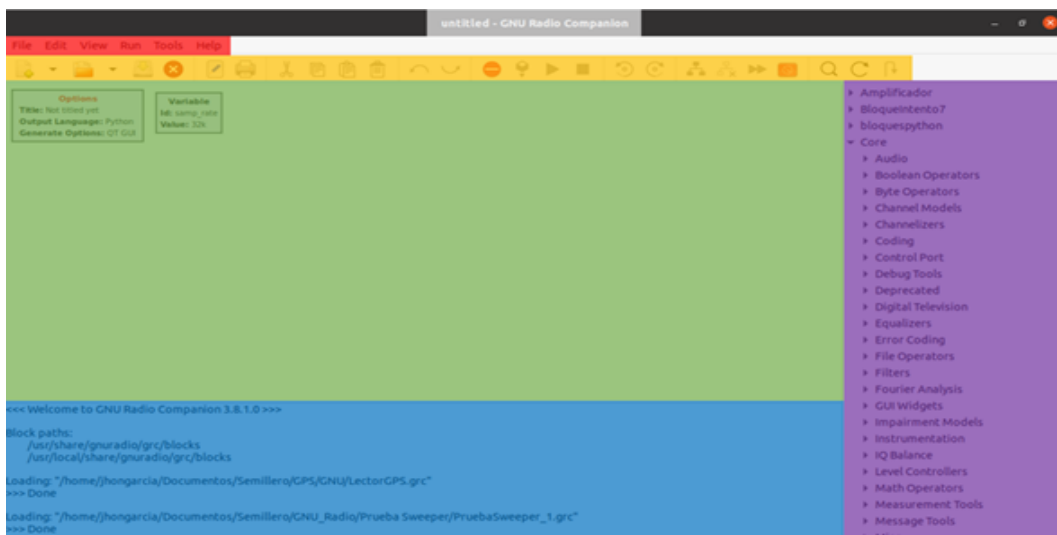 untitled - GNU Radio Companion
File Edit View Run Tools Help
Options
Title: Not titled yet
Output Language: Python
Generate Options: QT GUI
Variable
Id: samp_rate
Value: 32k
Amplificador
BloqueIntento7
bloquespython
Core
Audio
Boolean Operators
Byte Operators
Channel Models
Channelizers
Coding
Control Port
Debug Tools
Deprecated
Digital Television
Equalizers
Error Coding
File Operators
Filters
Fourier Analysis
GUI Widgets
Impairment Models
Instrumentation
IQ Balance
Level Controllers
Math Operators
Measurement Tools
Message Tools
<<< Welcome to GNU Radio Companion 3.8.1.0 >>>
Block paths:
/usr/share/gnuradio/grc/blocks
/usr/local/share/gnuradio/grc/blocks
Loading: "/home/jhongarcia/Documentos/Semillero/GPS/GNU/LectorGPS.grc"
>>> Done
Loading: "/home/jhongarcia/Documentos/Semillero/GNU_Radio/Prueba Sweeper/PruebaSweeper_1.grc"
>>> Done